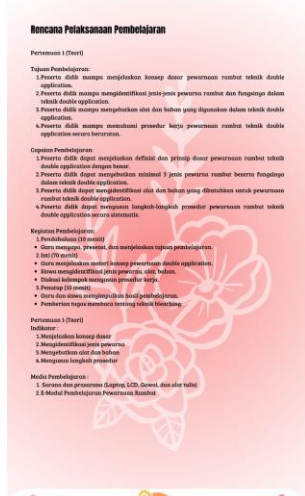 Rencana Pelaksanaan Pembelajaran
Pertemuan 1 (Teori)
Tujuan Pembelajaran:
1.Peserta didik mampu menjelaskan konsep dasar pewarnaan rambut teknik double
application.
2.Peserta didik mampu mengidentifikasi jenis-jenis pewarna rambut dan fungsinya dalam
teknik double application.
3.Peserta didik mampu menyebutkan alat dan bahan yang digunakan dalam teknik double
application.
4.Peserta didik mampu memahami prosedur kerja pewarnaan rambut teknik double
application secara berurutan.
Capaian Pembelajaran:
1.Peserta didik dapat menjelaskan definisi dan prinsip dasar pewarnaan rambut teknik
double application dengan benar.
2.Peserta didik dapat menyebutkan minimal 3 jenis pewarna rambut beserta fungsinya
dalam teknik double application.
3.Peserta didik dapat mengidentifikasi alat dan bahan yang dibutuhkan untuk pewarnaan
rambut teknik double application.
4.Peserta didik dapat menyusun langkah-langkah prosedur pewarnaan rambut teknik
double application secara sistematis.
Kegiatan Pembelajaran:
1.Pendahuluan (10 menit)
• Guru menyapa, presensi, dan menjelaskan tujuan pembelajaran.
2.Inti (70 menit)
• Guru menjelaskan materi konsep pewarnaan double application.
• Siswa mengidentifikasi jenis pewarna, alat, bahan.
• Diskusi kelompok menyusun prosedur kerja.
3.Penutup (10 menit)
• Guru dan siswa menyimpulkan hasil pembelajaran.
• Pemberian tugas membaca tentang teknik bleaching.
Pertemuan 1 (Teori)
Indikator :
1.Menjelaskan konsep dasar
2.Mengidentifikasi jenis pewarna
3.Menyebutkan alat dan bahan
4.Menyusun langkah prosedur
Media Pembelajaran :
1. Sarana dan prasarana (Laptop, LCD, Gawai, dan alat tulis)
2.E-Modul Pembelajaran Pewarnaan Rambut